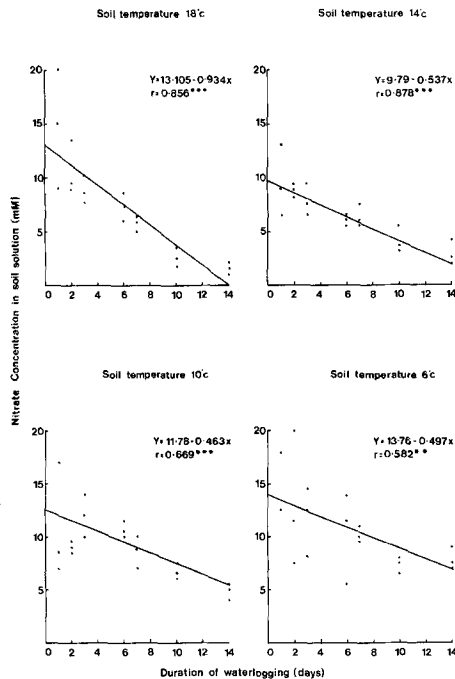 Soil temperature 18°c
Soil temperature 14°c
Y=13·105-0·934x
r=0·856***
Y=9·79-0·537x
r=0·878***
20
15
10
5
0 2 4 6 8 10 12 14
20
15
10
5
0 2 4 6 8 10 12 14
Nitrate Concentration in soil solution (mM)
Soil temperature 10°c
Soil temperature 6°c
Y=11·78-0·463x
r=0·669***
Y=13·76-0·497x
r=0·582**
20
15
10
5
0 2 4 6 8 10 12 14
20
15
10
5
0 2 4 6 8 10 12 14
Duration of waterlogging (days)